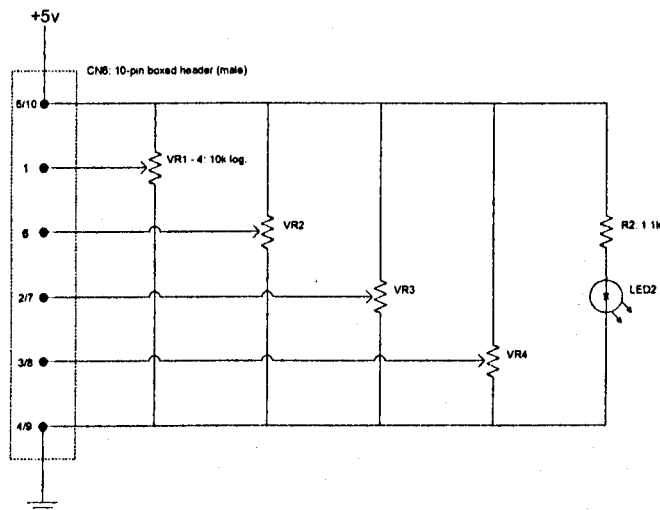 +5v
CN6: 10-pin boxed header (male)
5/10
1
VR1 - 4: 10k log.
6
VR2
R2: 1 1k
2/7
VR3
LED2
3/8
VR4
4/9